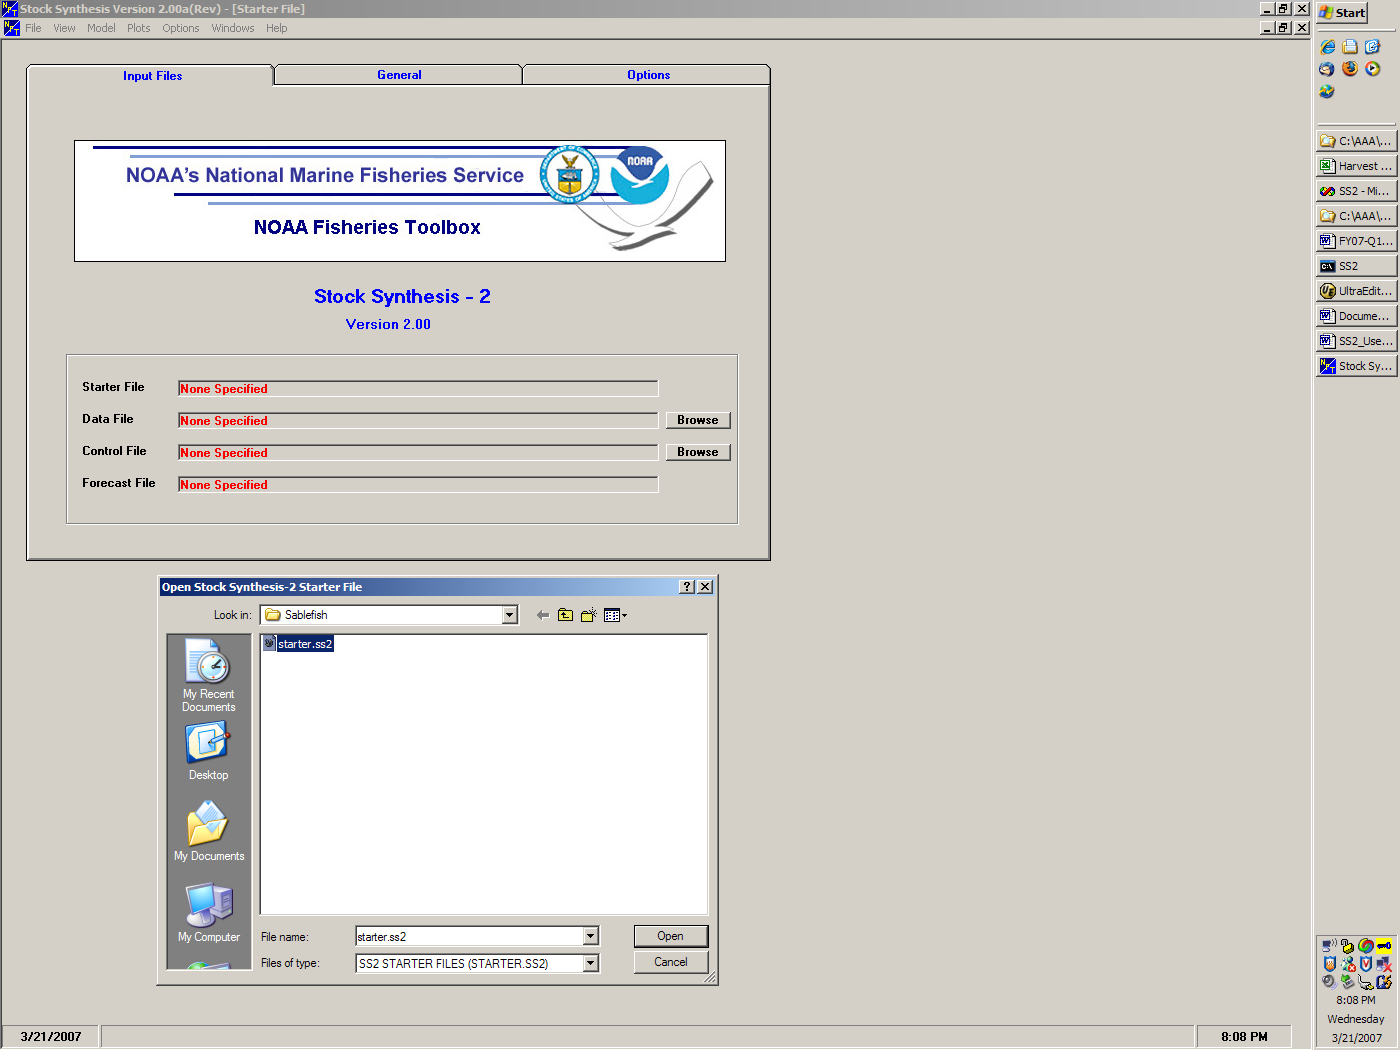 Stock Synthesis Version 2.00a(Rev) - [Starter File]
File View Model Plots Options Windows Help
Input Files General Options
NOAA's National Marine Fisheries Service
NOAA
NOAA Fisheries Toolbox
Stock Synthesis - 2
Version 2.00
Starter File None Specified
Data File None Specified Browse
Control File None Specified Browse
Forecast File None Specified
Open Stock Synthesis-2 Starter File
Look in: Sablefish
starter.ss2
My Recent
Documents
Desktop
My Documents
My Computer
File name: starter.ss2 Open
Files of type: SS2 STARTER FILES (STARTER.SS2) Cancel
3/21/2007 8:08 PM
Start
C:\AAA\...
Harvest ...
SS2 - Mi...
C:\AAA\...
FY07-Q1...
SS2
UltraEdit...
Docume...
SS2_Use...
Stock Sy...
8:08 PM
Wednesday
3/21/2007